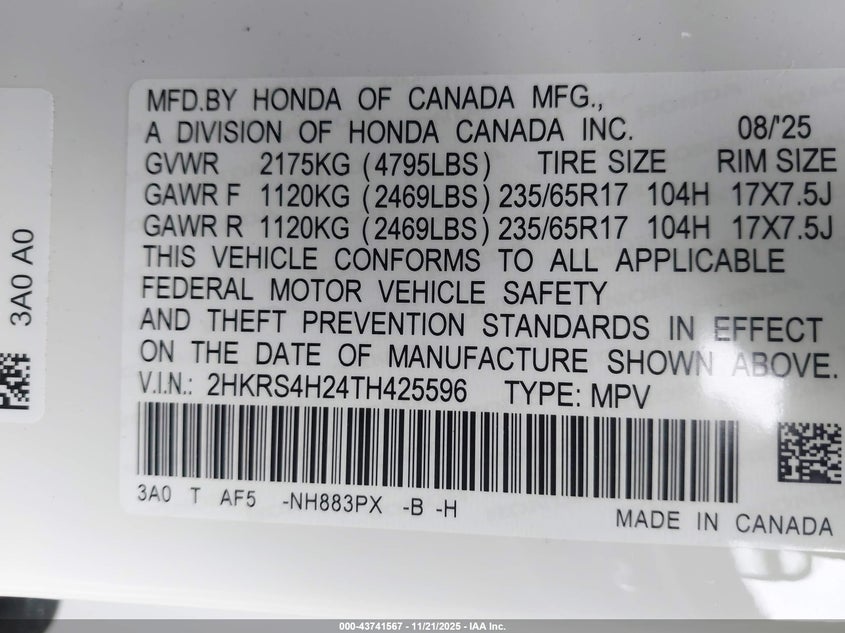 MFD.BY HONDA OF CANADA MFG.,
A DIVISION OF HONDA CANADA INC. 08/'25
GVWR 2175KG (4795LBS) TIRE SIZE RIM SIZE
GAWR F 1120KG (2469LBS) 235/65R17 104H 17X7.5J
GAWR R 1120KG (2469LBS) 235/65R17 104H 17X7.5J
THIS VEHICLE CONFORMS TO ALL APPLICABLE
FEDERAL MOTOR VEHICLE SAFETY
AND THEFT PREVENTION STANDARDS IN EFFECT
ON THE DATE OF MANUFACTURE SHOWN ABOVE.
V.I.N.: 2HKRS4H24TH425596 TYPE: MPV
3A0 T AF5 -NH883PX -B -H
MADE IN CANADA
3A0 A0
000-43741567 - 11/21/2025 - IAA Inc.